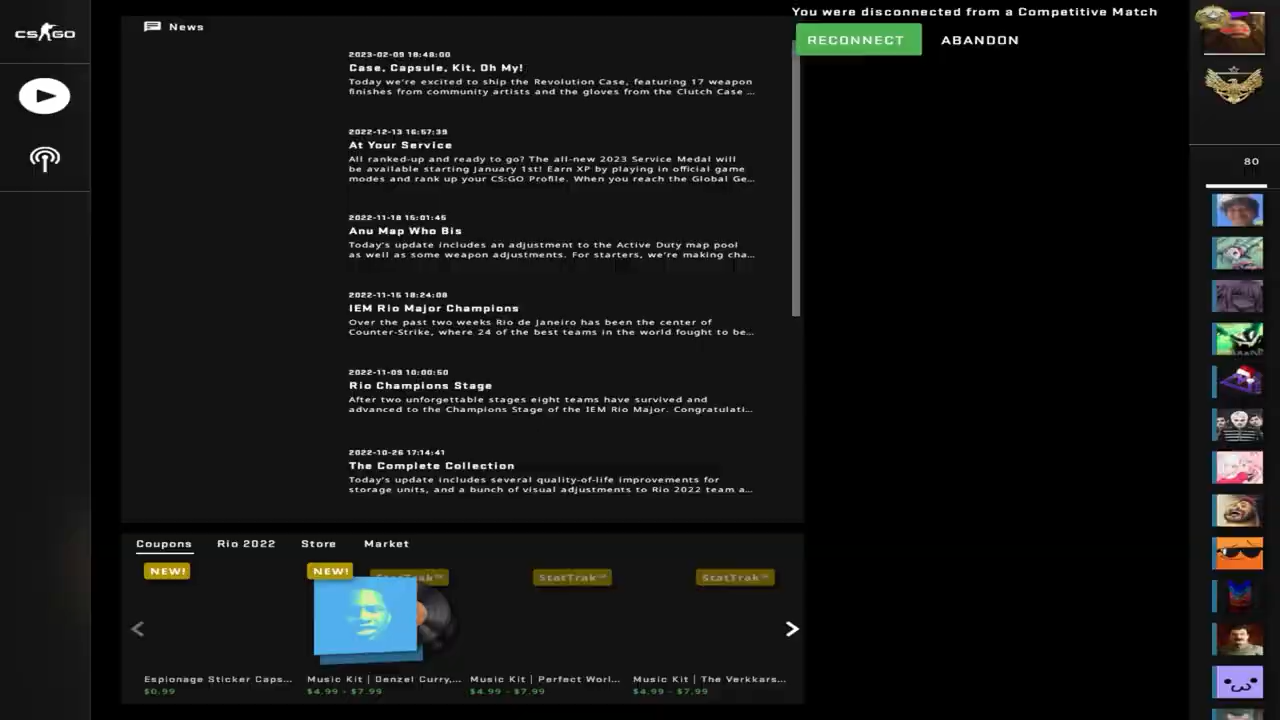 CS:GO
News
You were disconnected from a Competitive Match
RECONNECT
ABANDON
2023-02-09 18:48:00
Case, Capsule, Kit, Oh My!
Today we're excited to ship the Revolution Case, featuring 17 weapon
finishes from community artists and the gloves from the Clutch Case ...
2022-12-13 16:57:39
At Your Service
All ranked-up and ready to go? The all-new 2023 Service Medal will
be available starting January 1st! Earn XP by playing in official game
modes and rank up your CS:GO Profile. When you reach the Global Ge...
2022-11-18 15:01:45
Anu Map Who Bis
Today's update includes an adjustment to the Active Duty map pool
as well as some weapon adjustments. For starters, we're making cha...
2022-11-15 18:24:08
IEM Rio Major Champions
Over the past two weeks Rio de Janeiro has been the center of
Counter-Strike, where 24 of the best teams in the world fought to be...
2022-11-09 10:00:50
Rio Champions Stage
After two unforgettable stages eight teams have survived and
advanced to the Champions Stage of the IEM Rio Major. Congratulati...
2022-10-26 17:14:41
The Complete Collection
Today's update includes several quality-of-life improvements for
storage units, and a bunch of visual adjustments to Rio 2022 team a...
80
Coupons
Rio 2022
Store
Market
NEW!
NEW!
StatTrak™
StatTrak™
StatTrak™
Espionage Sticker Caps...
$0.99
Music Kit | Denzel Curry,...
$4.99 - $7.99
Music Kit | Perfect Worl...
$4.99 - $7.99
Music Kit | The Verkkars...
$4.99 - $7.99